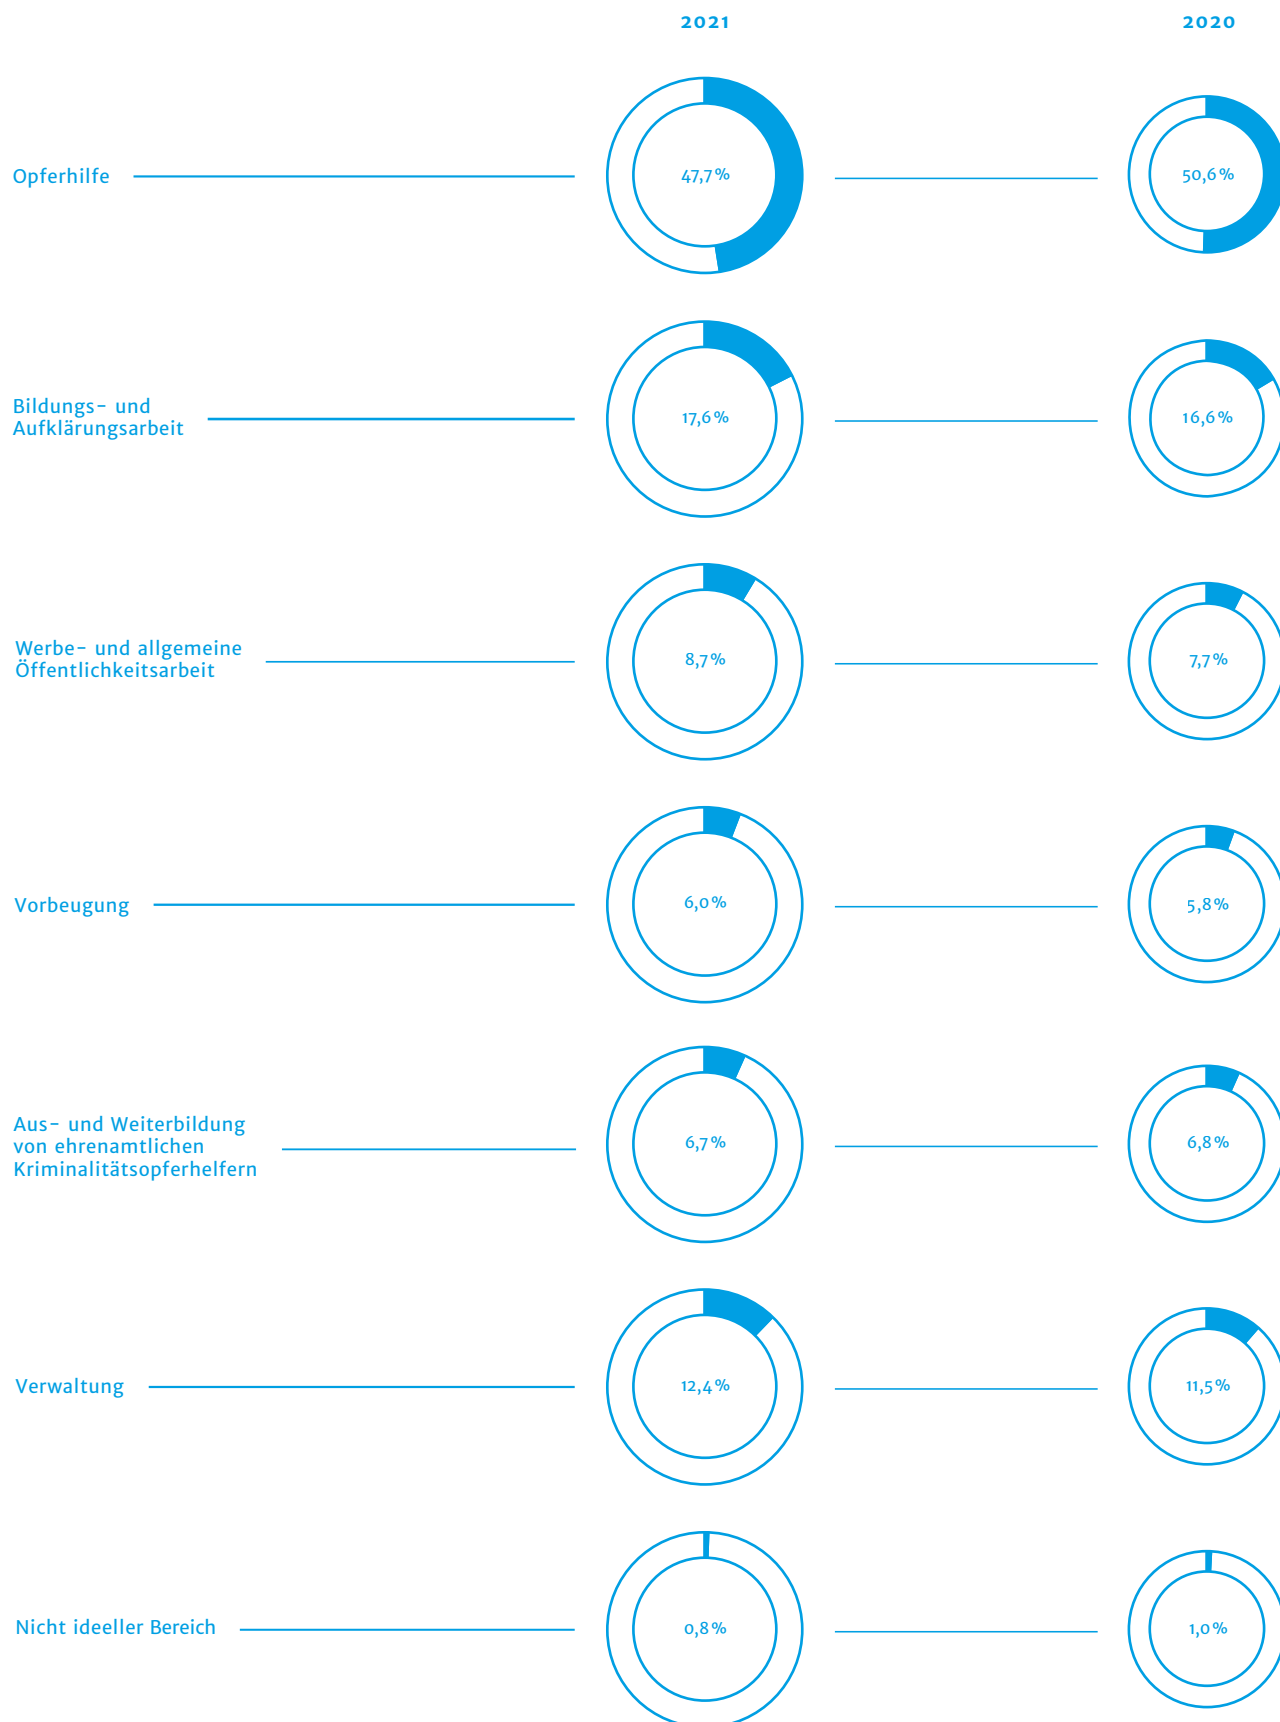 2021 2020
Opferhilfe 47,7 % 50,6 %
Bildungs- und
Aufklärungsarbeit 17,6 % 16,6 %
Werbe- und allgemeine
Öffentlichkeitsarbeit 8,7 % 7,7 %
Vorbeugung 6,0 % 5,8 %
Aus- und Weiterbildung
von ehrenamtlichen 6,7 % 6,8 %
Kriminalitätsopferhelfern
Verwaltung 12,4 % 11,5 %
Nicht ideeller Bereich 0,8 % 1,0 %